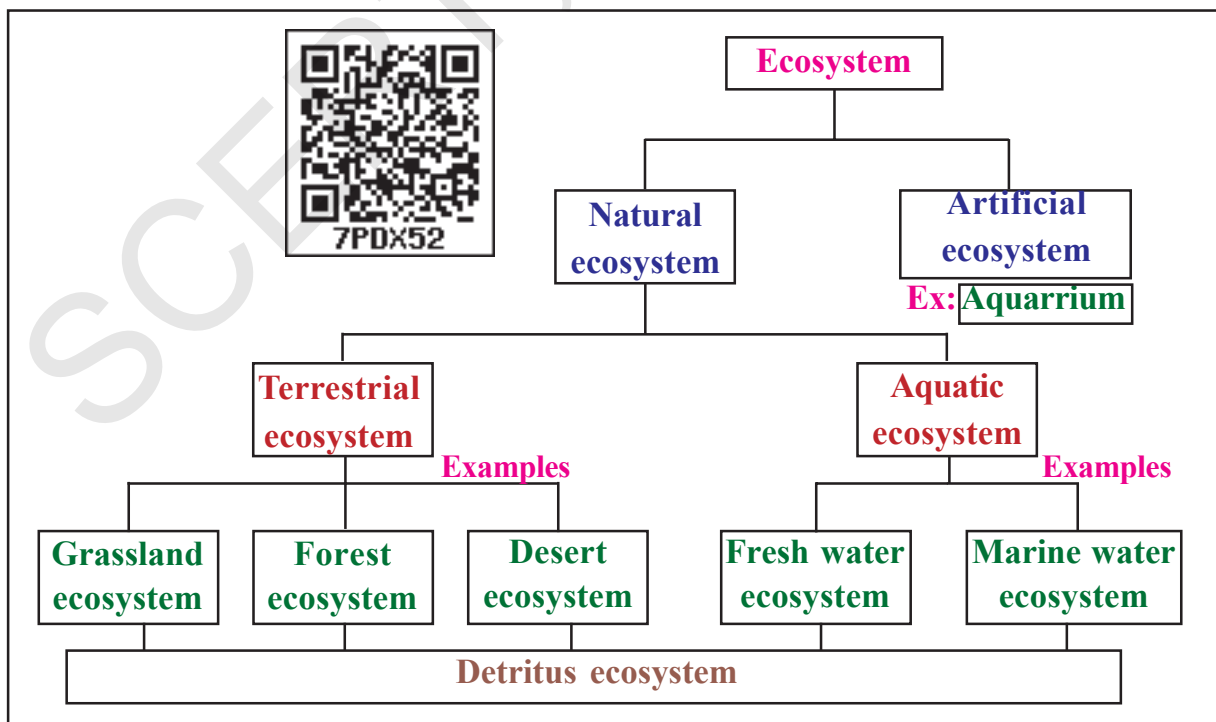 SCERT
7PDX52
Ecosystem
Natural
ecosystem
Artificial
ecosystem
Ex: Aquarrium
Terrestrial
ecosystem
Aquatic
ecosystem
Examples
Examples
Grassland
ecosystem
Forest
ecosystem
Desert
ecosystem
Fresh water
ecosystem
Marine water
ecosystem
Detritus ecosystem